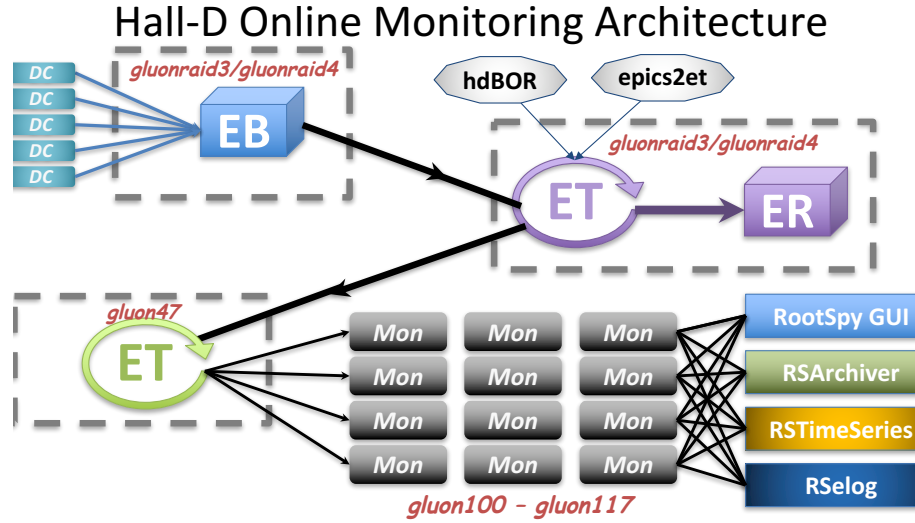 Hall-D Online Monitoring Architecture
gluonraid3/gluonraid4
DC
DC
DC
DC
DC
EB
hdBOR
epics2et
gluonraid3/gluonraid4
ET
ER
gluon47
ET
Mon Mon Mon
Mon Mon Mon
Mon Mon Mon
Mon Mon Mon
RootSpy GUI
RSArchiver
RSTimeSeries
RSelog
gluon100 - gluon117